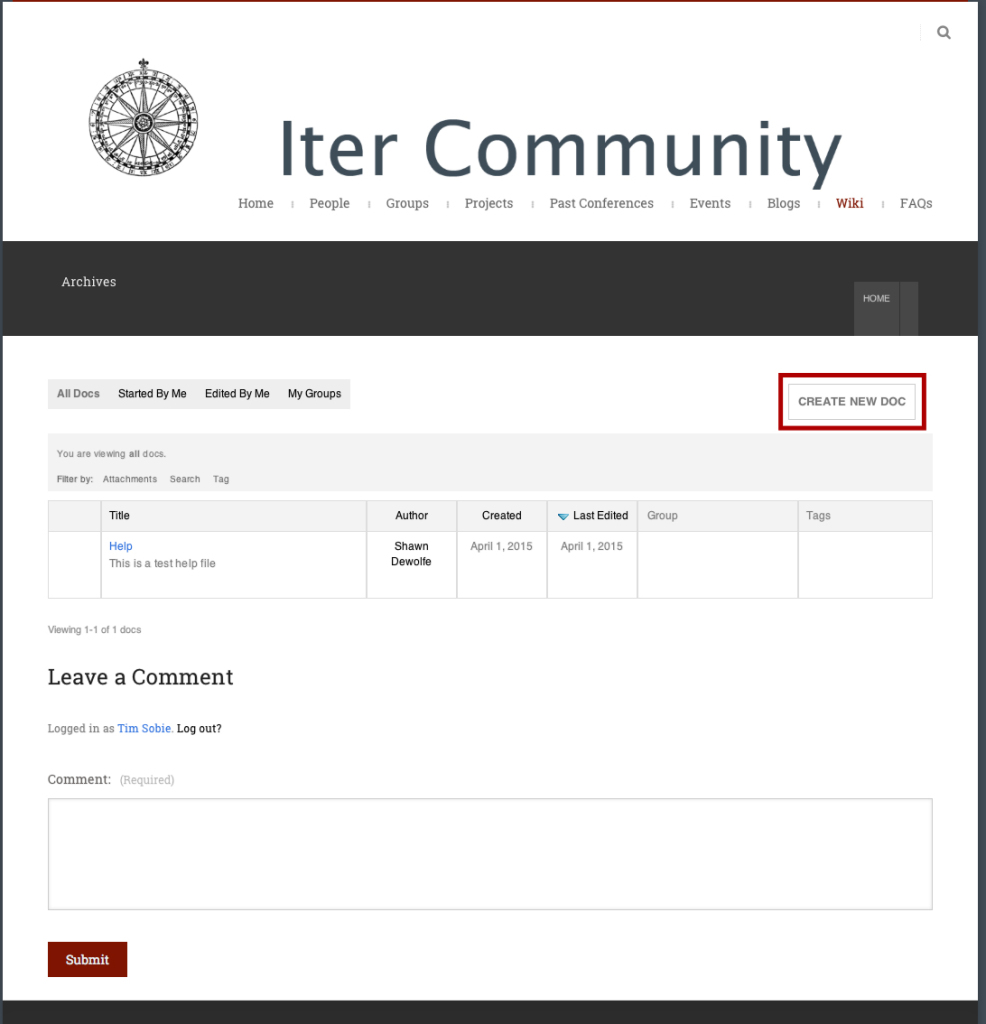 Iter Community
Home People Groups Projects Past Conferences Events Blogs Wiki FAQs
Archives
HOME
All Docs Started By Me Edited By Me My Groups
CREATE NEW DOC
You are viewing all docs.
Filter by: Attachments Search Tag
Title Author Created Last Edited Group Tags
Help Shawn April 1, 2015 April 1, 2015
This is a test help file Dewolfe
Viewing 1-1 of 1 docs
Leave a Comment
Logged in as Tim Sobie. Log out?
Comment: (Required)
Submit